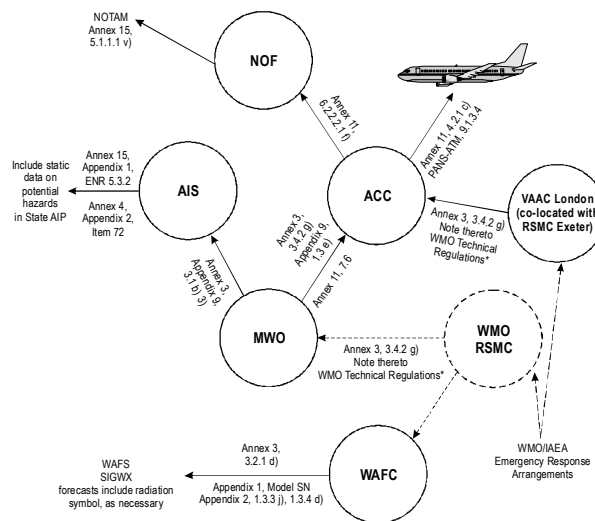 NOTAM
Annex 15,
5.1.1.1 v)
NOF
Annex 11,
6.2.2.2.1 f)
Annex 11, 4.2.1 c)
PANS-ATM, 9.1.3.4
Include static
data on
potential
hazards
in State AIP
Annex 15,
Appendix 1,
ENR 5.3.2
Annex 4,
Appendix 2,
Item 72
AIS
ACC
VAAC London
(co-located with
RSMC Exeter)
Annex 3, 3.4.2 g)
Note thereto
WMO Technical
Regulations*
Annex 3,
Appendix 9,
3.1 b) 3)
Annex 3,
3.4.2 g)
Appendix 9,
1.3 e)
Annex 11, 7.6
MWO
Annex 3, 3.4.2 g)
Note thereto
WMO Technical Regulations*
WMO
RSMC
WMO/IAEA
Emergency Response
Arrangements
WAFS
SIGWX
forecasts include radiation
symbol, as necessary
Annex 3,
3.2.1 d)
Appendix 1, Model SN
Appendix 2, 1.3.3 j), 1.3.4 d)
WAFC